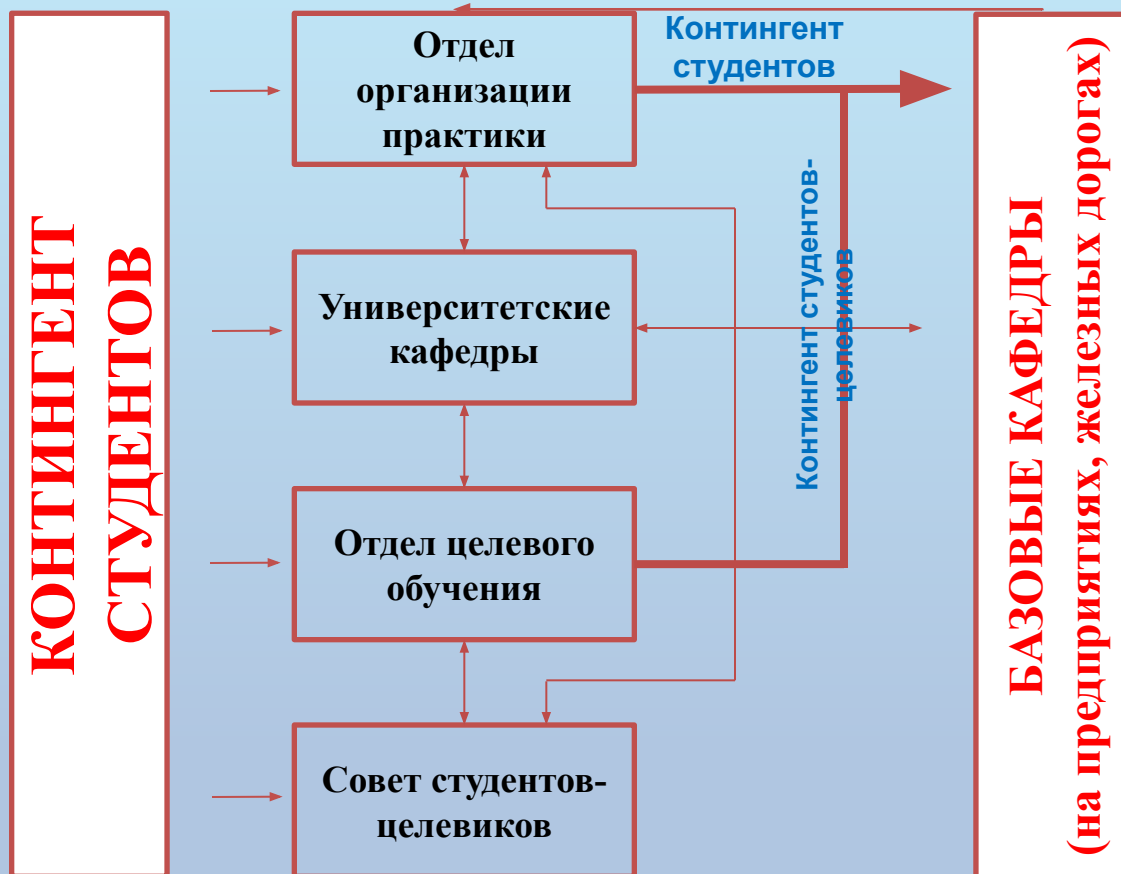 КОНТИНГЕНТ
СТУДЕНТОВ
Отдел
организации
практики
Контингент
студентов
Университетские
кафедры
Контингент студентов-
целевиков
Отдел целевого
обучения
Совет студентов-
целевиков
БАЗОВЫЕ КАФЕДРЫ
(на предприятиях, железных дорогах)